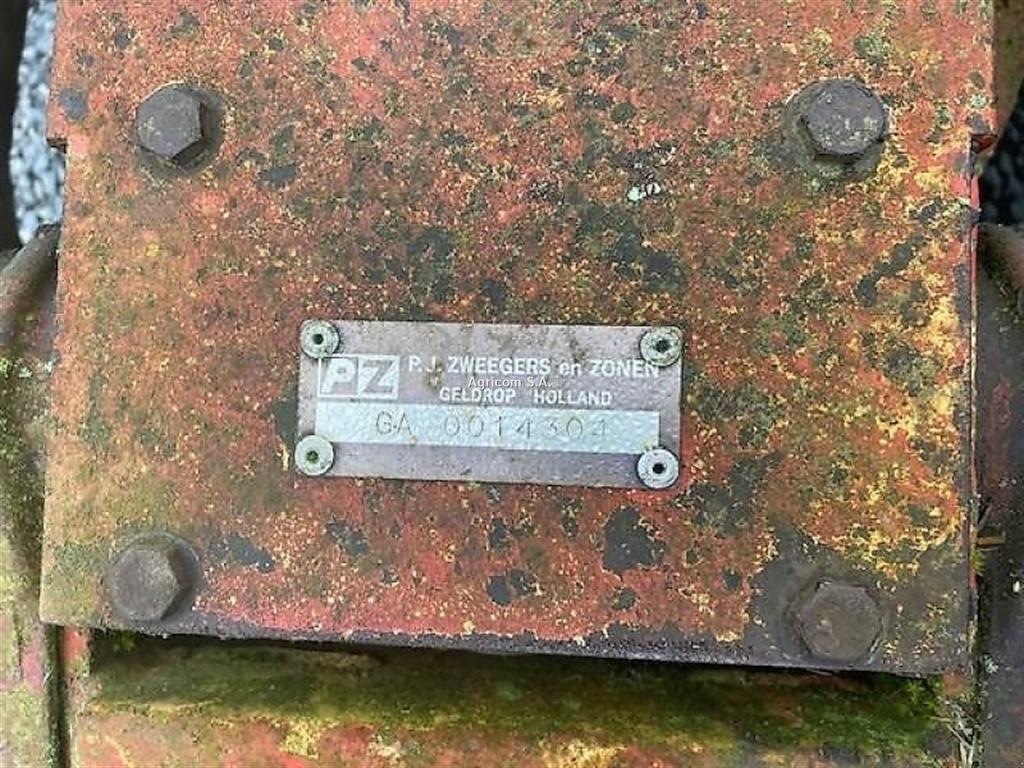 PZ P.J. ZWEEGERS en ZONEN
Agricom S.A.
GELDROP HOLLAND
GA 0014304